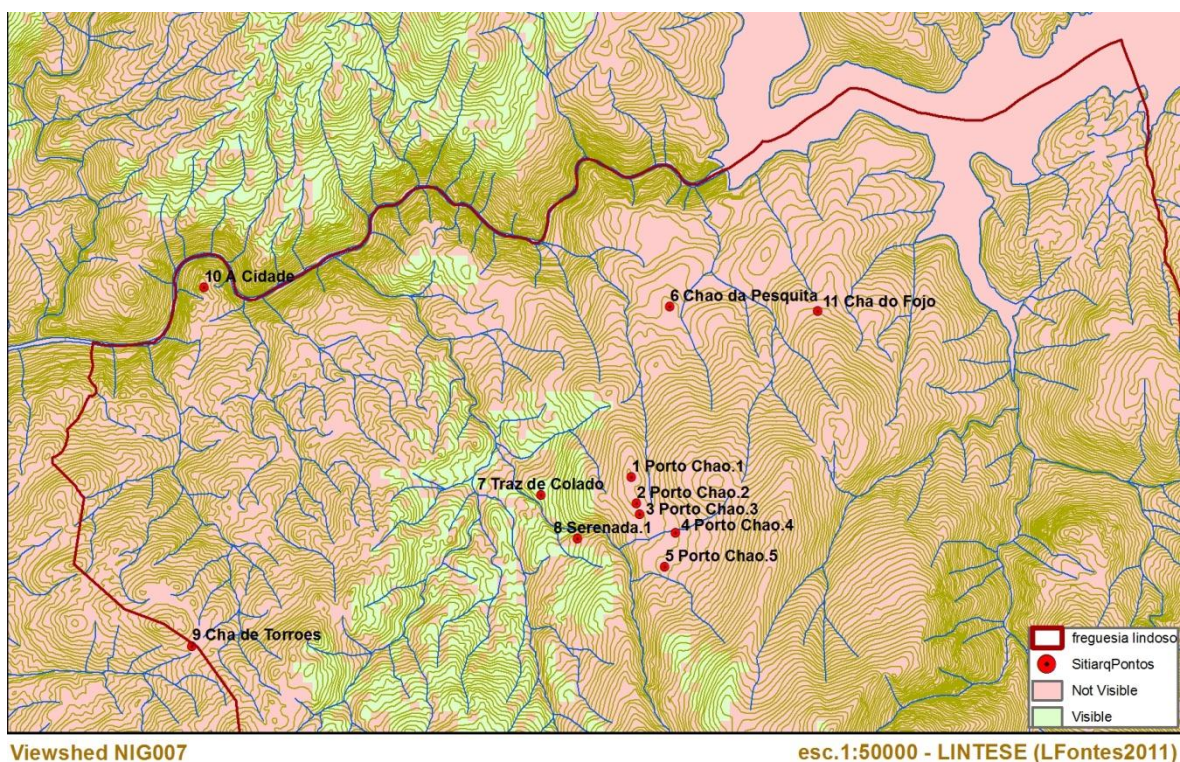 10 A Cidade
6 Chao da Pesquita
11 Cha do Fojo
1 Porto Chao.1
7 Traz de Colado
2 Porto Chao.2
3 Porto Chao.3
8 Serenada.1
4 Porto Chao.4
5 Porto Chao.5
9 Cha de Torroes
freguesia lindoso
SitiarqPontos
Not Visible
Visible
Viewshed NIG007
esc.1:50000 - LINTESE (LFontes2011)